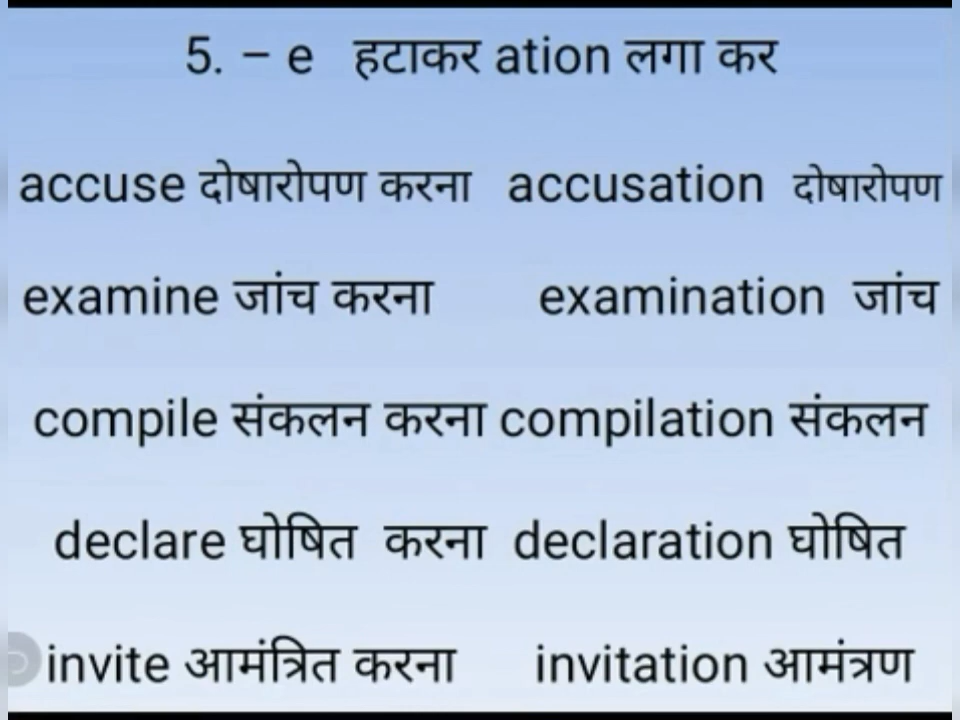 5. – e हटाकर ation लगा कर
accuse दोषारोपण करना accusation दोषारोपण
examine जांच करना examination जांच
compile संकलन करना compilation संकलन
declare घोषित करना declaration घोषित
invite आमंत्रित करना invitation आमंत्रण